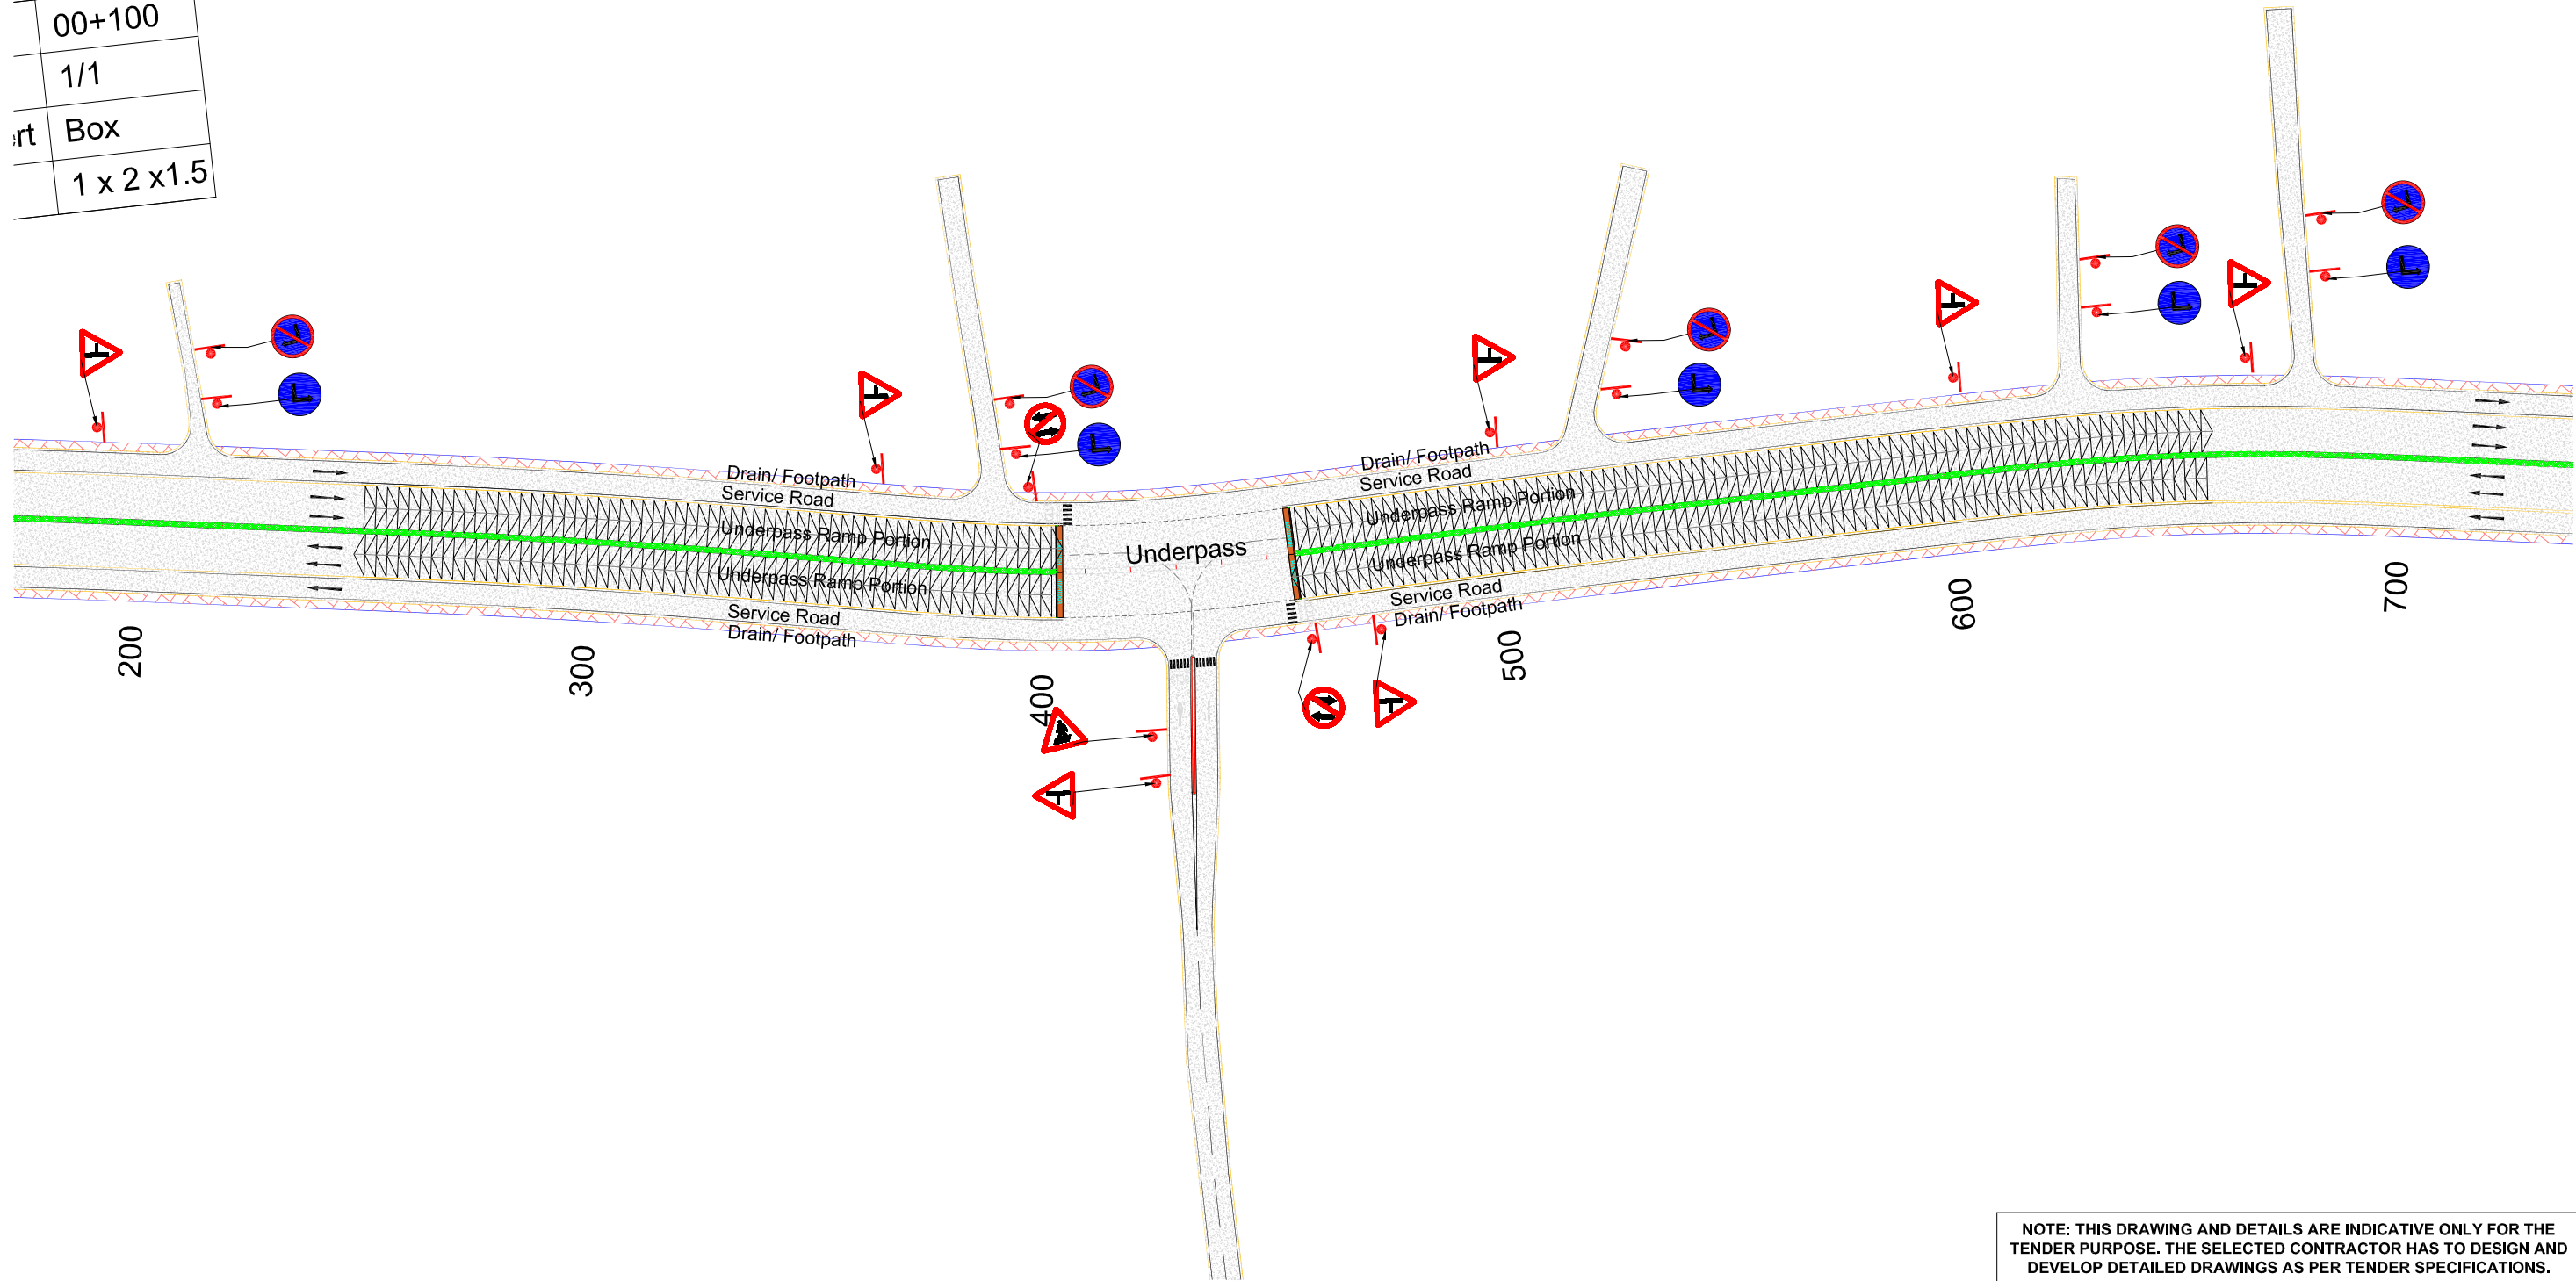 00+100
1/1
Box
1 x 2 x1.5
Drain/ Footpath
Service Road
Underpass Ramp Portion
Underpass Ramp Portion
Service Road
Drain/ Footpath
Underpass
Drain/ Footpath
Service Road
Underpass Ramp Portion
Underpass Ramp Portion
Service Road
Drain/ Footpath
200
300
400
500
600
700
NOTE: THIS DRAWING AND DETAILS ARE INDICATIVE ONLY FOR THE
TENDER PURPOSE. THE SELECTED CONTRACTOR HAS TO DESIGN AND
DEVELOP DETAILED DRAWINGS AS PER TENDER SPECIFICATIONS.